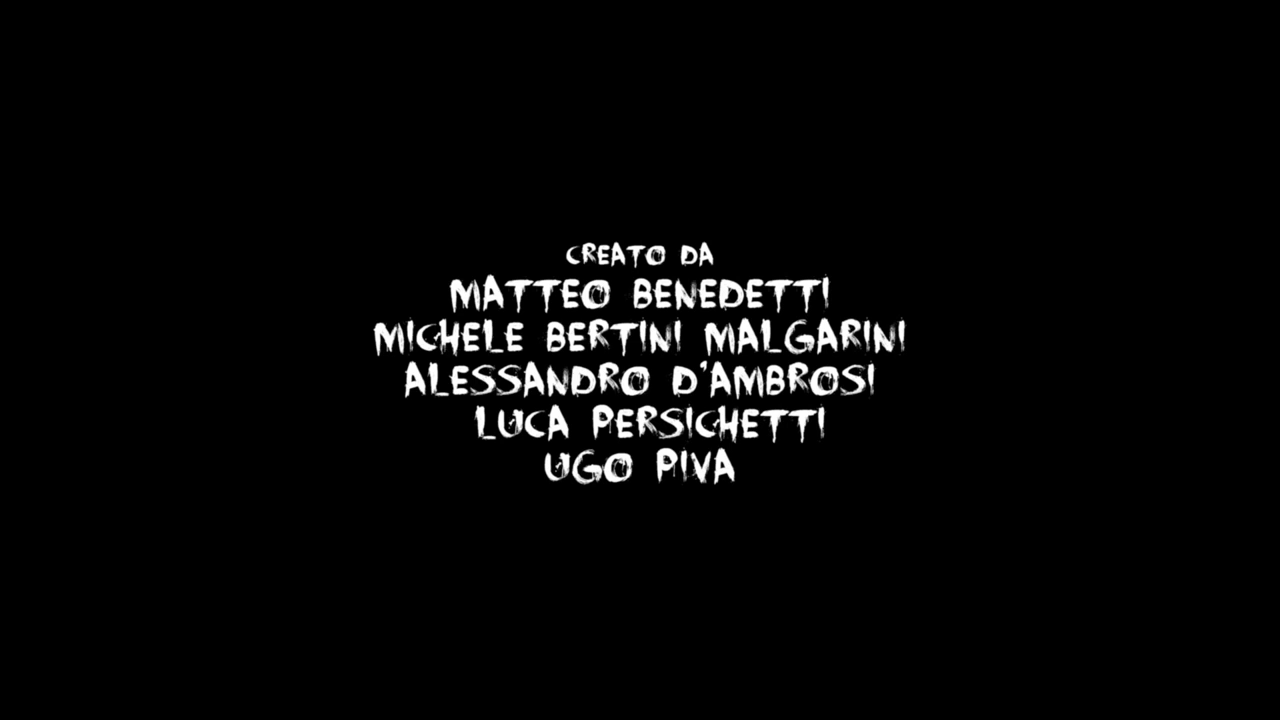 CREATO DA
MATTEO BENEDETTI
MICHELE BERTINI MALGARINI
ALESSANDRO D'AMBROSI
LUCA PERSICHETTI
UGO PIVA